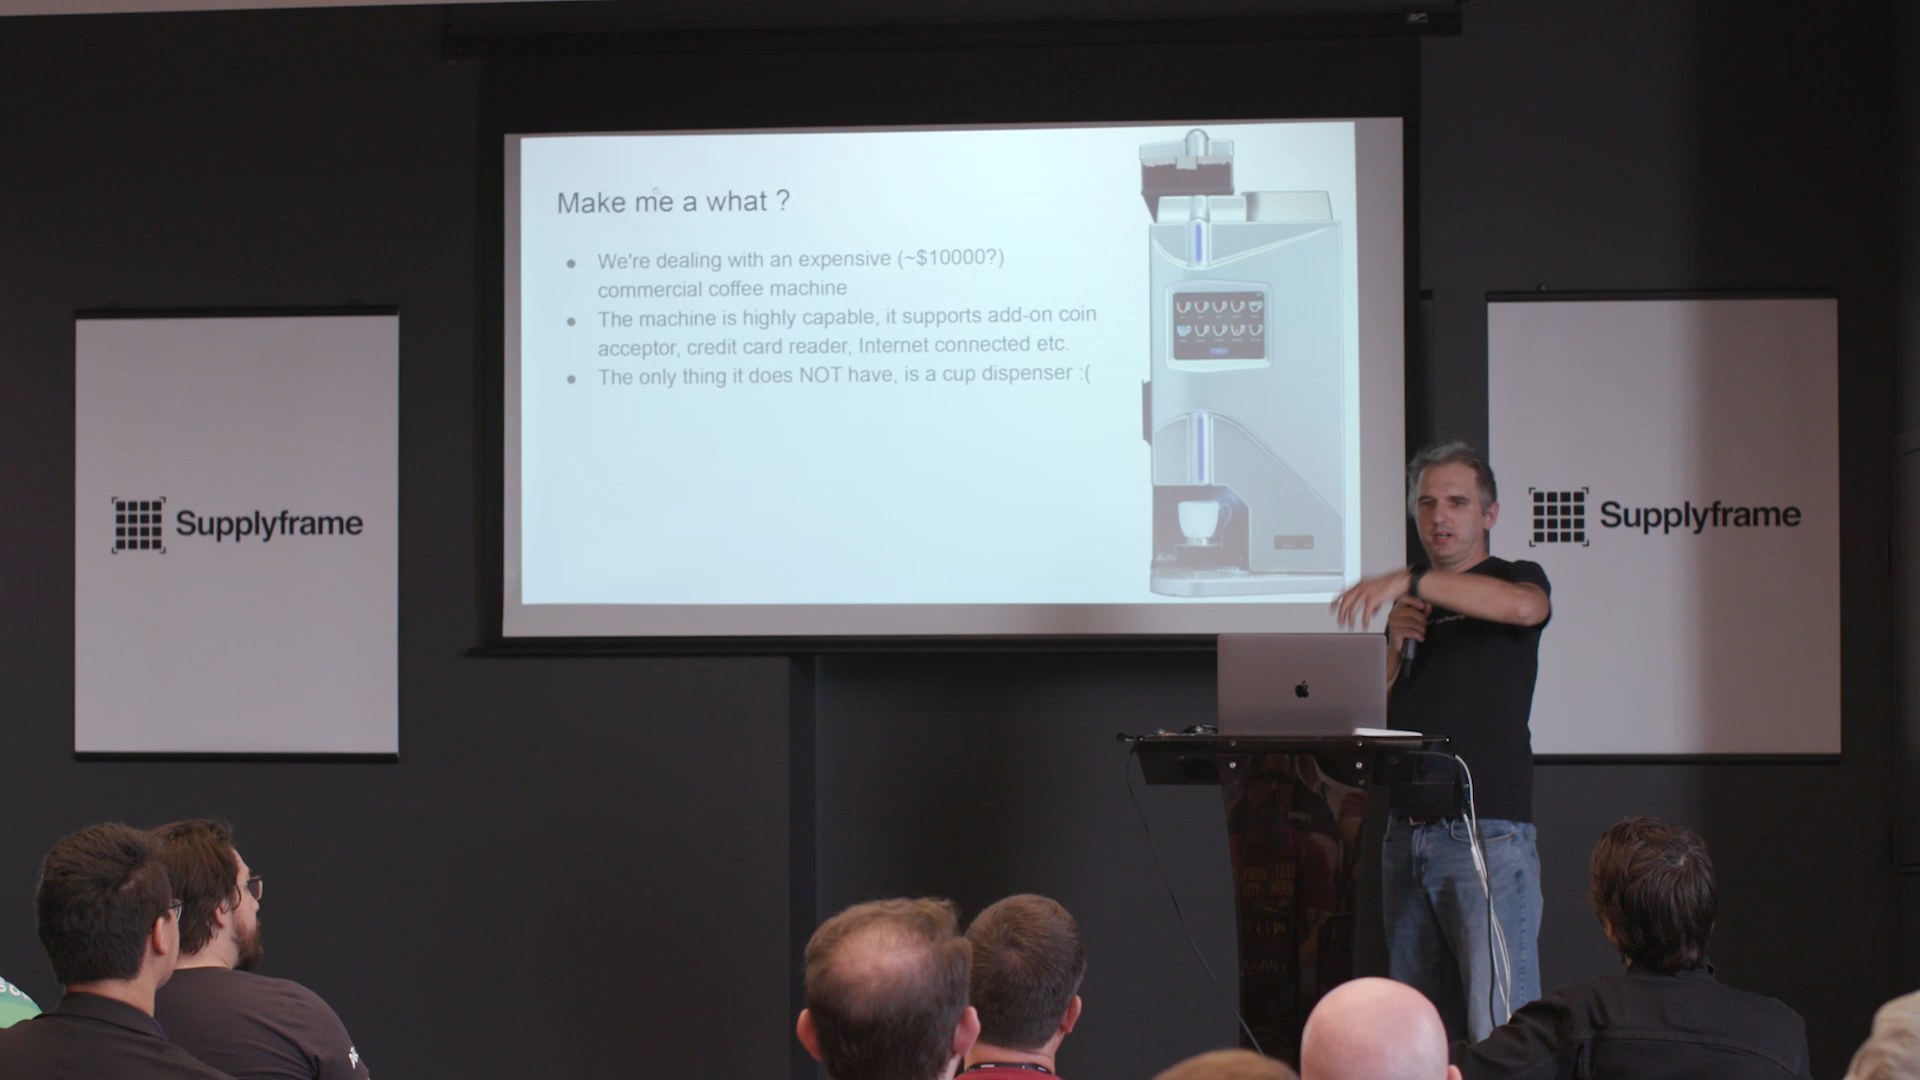 Make me a what ?
We're dealing with an expensive (~$10000?)
commercial coffee machine
The machine is highly capable, it supports add-on coin
acceptor, credit card reader, Internet connected etc.
The only thing it does NOT have, is a cup dispenser :(
Supplyframe
Supplyframe